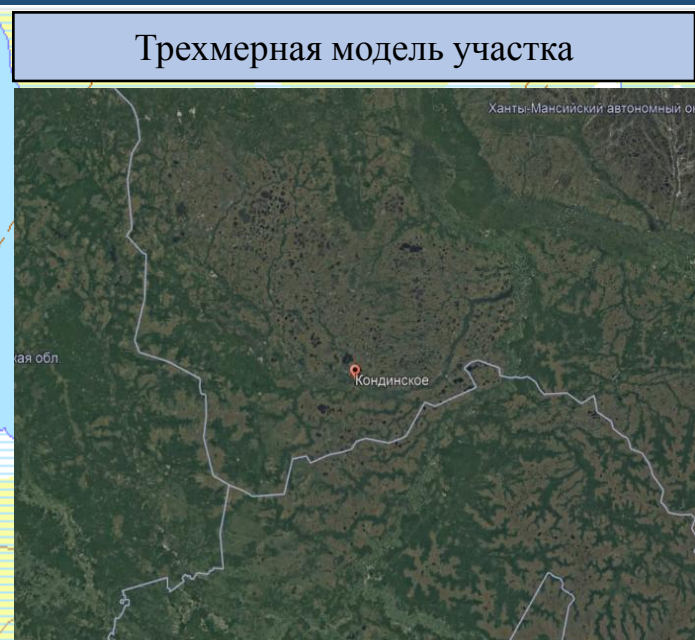 Трехмерная модель участка
Ханты-Мансийский автономный о
кая обл.
Кондинское